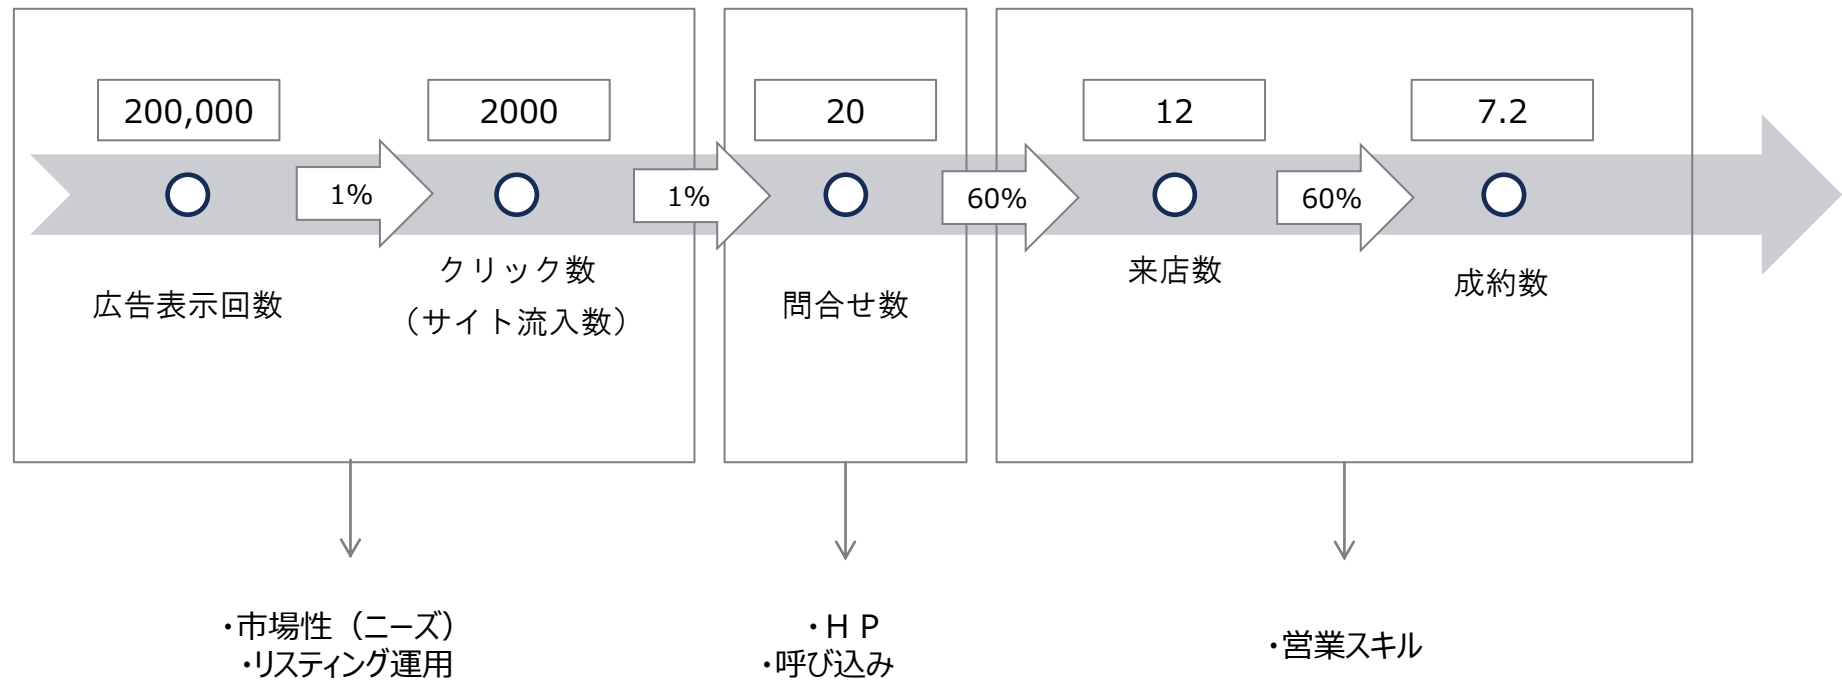 200,000
2000
20
12
7.2
1%
1%
60%
60%
広告表示回数
クリック数
（サイト流入数）
問合せ数
来店数
成約数
・市場性（ニーズ）
・リスティング運用
・ＨＰ
・呼び込み
・営業スキル